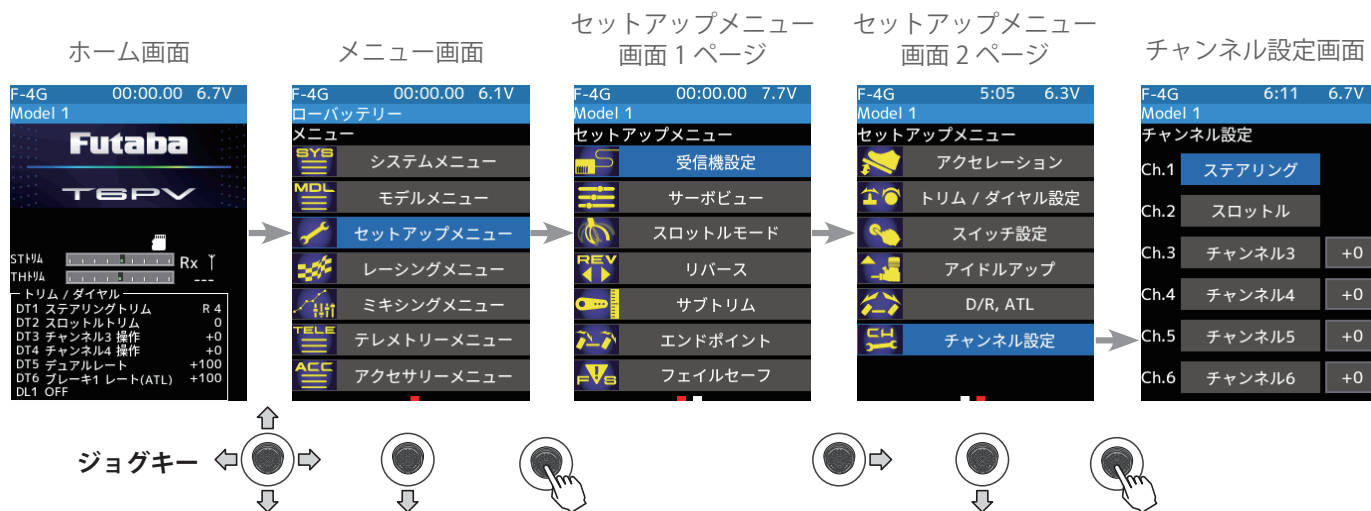 ホーム画面
メニュー画面
セットアップメニュー
画面 1 ページ
セットアップメニュー
画面 2 ページ
チャンネル設定画面
F-4G 00:00.00 6.7V
Model 1
Futaba
T6PV
STトリム
THトリム
Rx
---
トリム / ダイヤル
DT1 ステアリングトリム R 4
DT2 スロットルトリム 0
DT3 チャンネル3 操作 +0
DT4 チャンネル4 操作 +0
DT5 デュアルレート +100
DT6 ブレーキ1 レート(ATL) +100
DL1 OFF
F-4G 00:00.00 6.1V
ローバッテリー
メニュー
SYS システムメニュー
MDL モデルメニュー
セットアップメニュー
レーシングメニュー
ミキシングメニュー
TELE テレメトリーメニュー
ACC アクセサリーメニュー
F-4G 00:00.00 7.7V
Model 1
セットアップメニュー
受信機設定
サーボビュー
スロットルモード
REV リバース
サブトリム
エンドポイント
F/S フェイルセーフ
F-4G 5:05 6.3V
Model 1
セットアップメニュー
アクセレーション
トリム / ダイヤル設定
スイッチ設定
アイドルアップ
D/R, ATL
CH チャンネル設定
F-4G 6:11 6.7V
Model 1
チャンネル設定
Ch.1 ステアリング
Ch.2 スロットル
Ch.3 チャンネル3 +0
Ch.4 チャンネル4 +0
Ch.5 チャンネル5 +0
Ch.6 チャンネル6 +0
ジョグキー